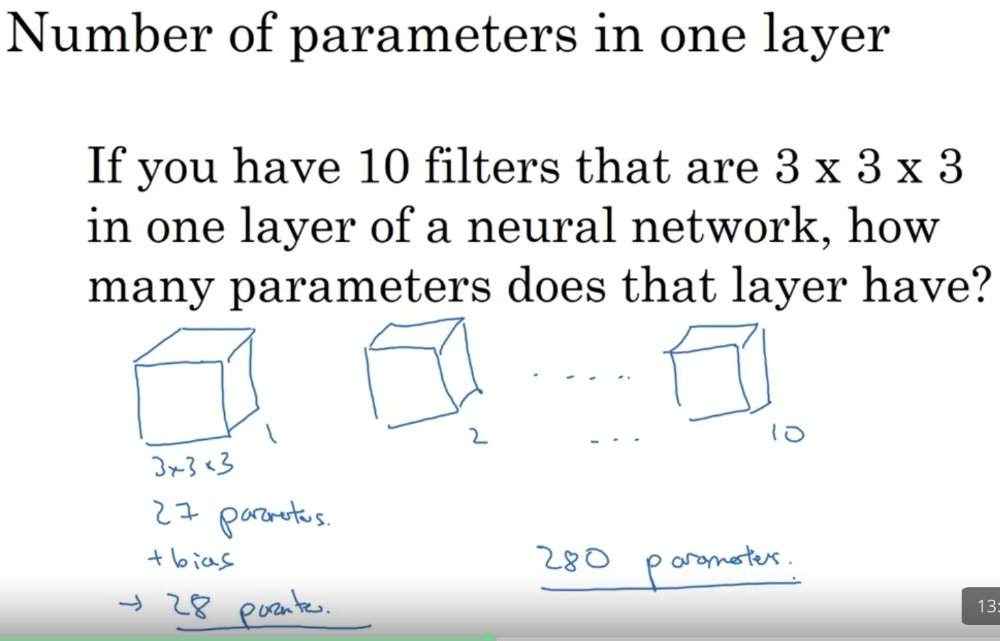 Number of parameters in one layer
If you have 10 filters that are 3 x 3 x 3
in one layer of a neural network, how
many parameters does that layer have?
1 2 10
3x3x3
27 parameters.
+ bias
280 parameters.
→ 28
13: